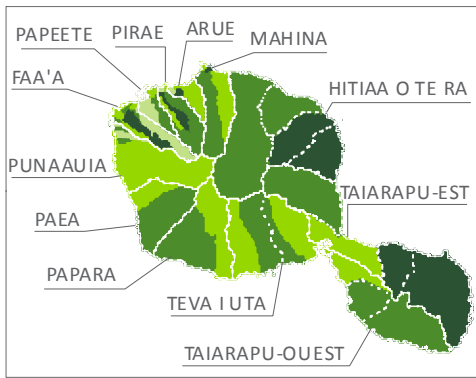 PAPEETE
PIRAE
ARUE
MAHINA
FAA'A
HITIAA O TE RA
PUNAAUIA
TAIARAPU-EST
PAEA
PAPARA
TEVA I UTA
TAIARAPU-OUEST